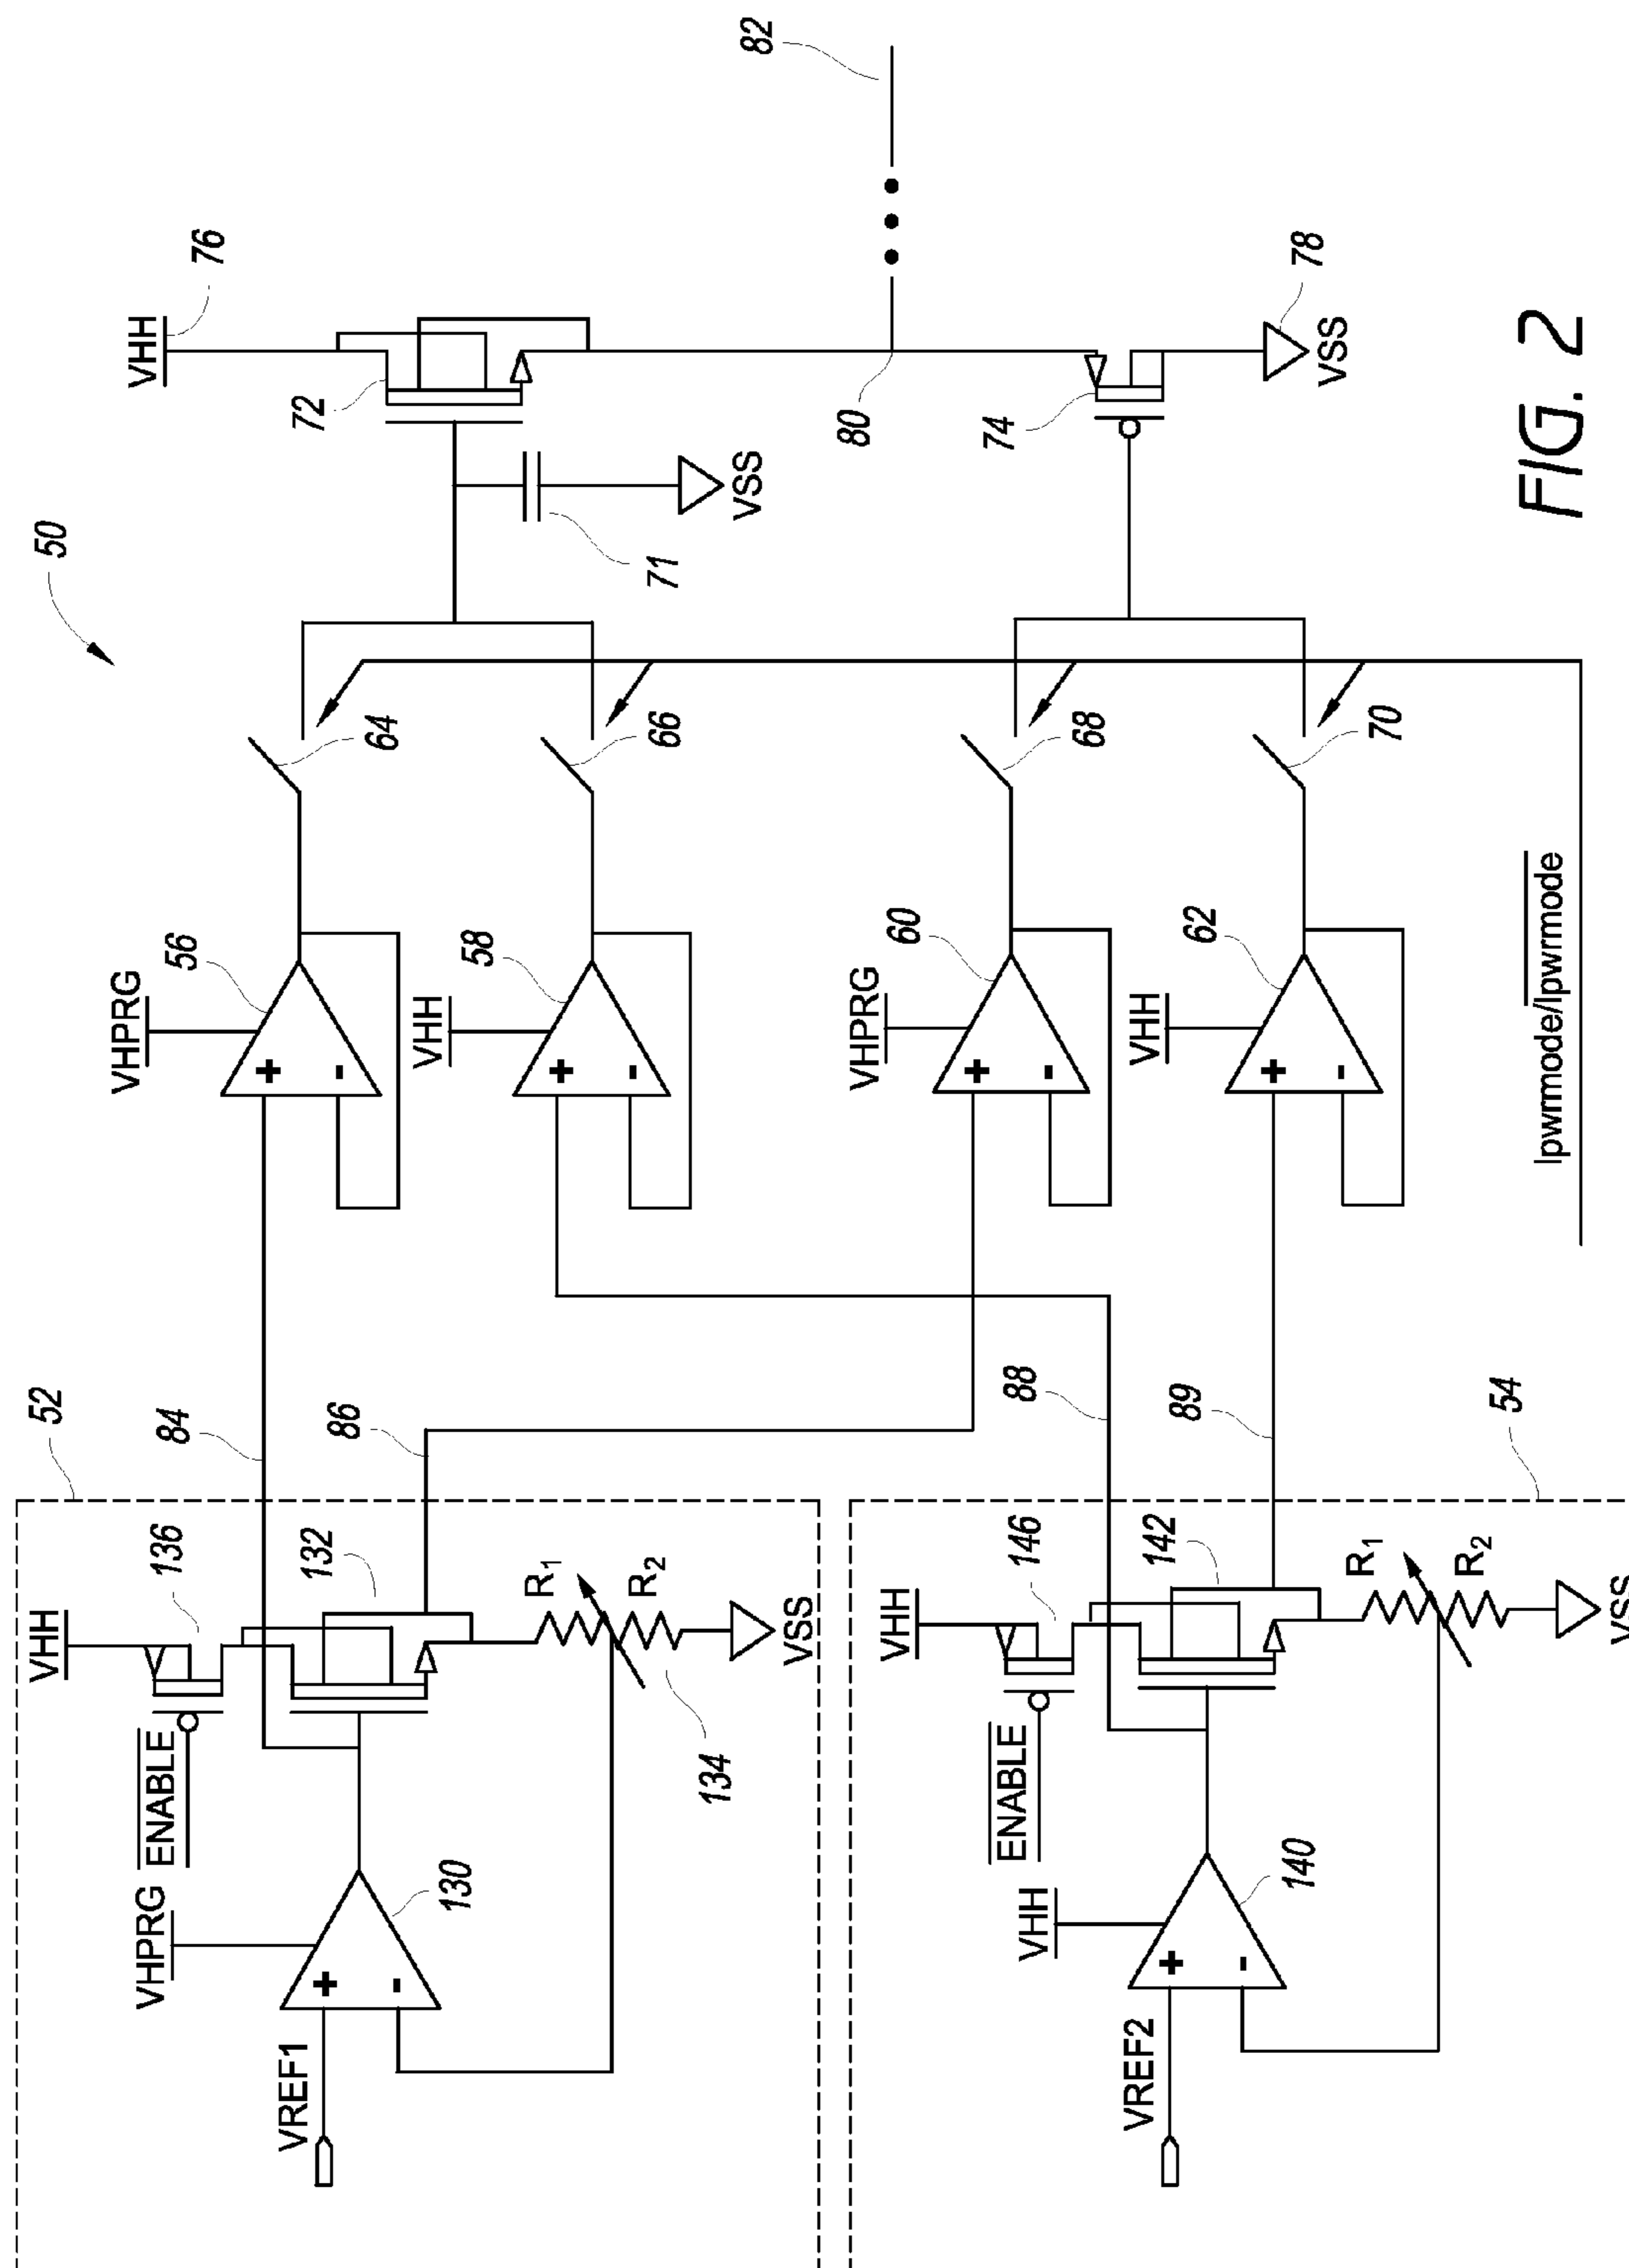 50
52
VHH
136
84
VHPRG
ENABLE
VHPRG
56
VHH
76
82
64
72
VREF1
130
132
86
VHH
58
66
71
VSS
R1
R2
134
VSS
80
VHPRG
60
68
74
VHH
ENABLE
146
88
VHH
VREF2
140
142
89
VHH
62
70
78
VSS
R1
R2
VSS
54
lpwrmode/lpwrmode
FIG. 2